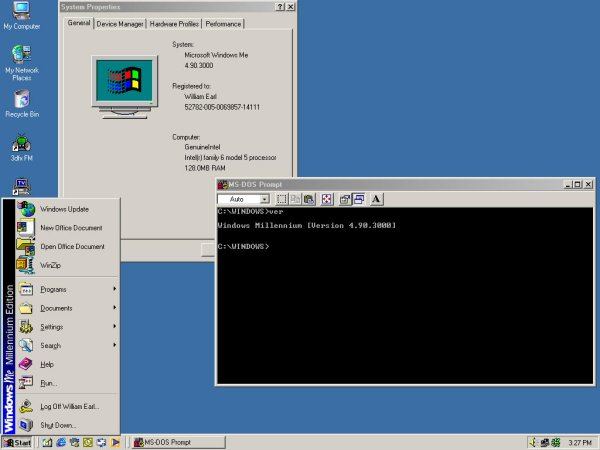 My Computer
My Network
Places
Recycle Bin
3dfx FM
System Properties
General
Device Manager
Hardware Profiles
Performance
System:
Microsoft Windows Me
4.90.3000
Registered to:
William Earl
52782-005-0069857-14111
Computer:
GenuineIntel
Intel(r) family 6 model 5 processor
128.0MB RAM
MS-DOS Prompt
Auto
A
C:\WINDOWS>ver
Windows Millennium [Version 4.90.3000]
C:\WINDOWS>
TV
Windows Update
New Office Document
Open Office Document
WinZip
Programs
Documents
Settings
Search
Help
Run...
Log Off William Earl...
Shut Down...
Windows Me Millennium Edition
Start
MS-DOS Prompt
3:27 PM